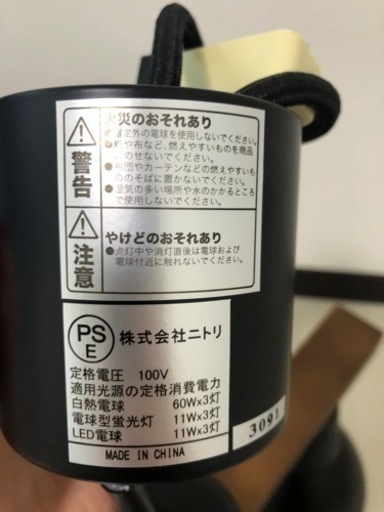 火災のおそれあり
●指定外の電球を使用しないでください。
●紙や布など、燃えやすいものを商品
にのせないでください。
●布団やカーテンなどの燃えやすいも
ののそばに置かないでください。
●湿気の多い場所や水のかかるところ
で使用しないでください。
警告
やけどのおそれあり
●点灯中や消灯直後は電球および
電球付近に触れないでください。
注意
PS
E
株式会社ニトリ
定格電圧 100V
適用光源の定格消費電力
白熱電球 60W×3灯
電球型蛍光灯 11W×3灯
LED電球 11W×3灯
MADE IN CHINA
3091